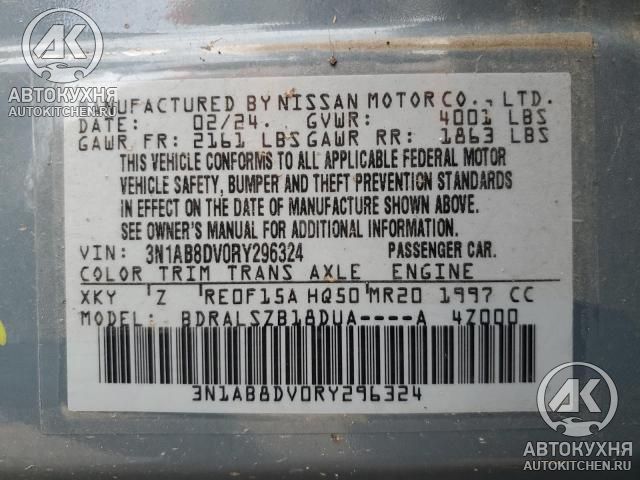 AK
АВТОКУХНЯ
AVTOKITCHEN.RU
MANUFACTURED BY NISSAN MOTOR CO., LTD.
DATE: 02/24. GVWR: 4001 LBS
GAWR FR: 2161 LBS GAWR RR: 1863 LBS
THIS VEHICLE CONFORMS TO ALL APPLICABLE FEDERAL MOTOR
VEHICLE SAFETY, BUMPER AND THEFT PREVENTION STANDARDS
IN EFFECT ON THE DATE OF MANUFACTURE SHOWN ABOVE.
SEE OWNER'S MANUAL FOR ADDITIONAL INFORMATION.
VIN: 3N1AB8DV0RY296324 PASSENGER CAR.
COLOR TRIM TRANS AXLE ENGINE
XKY Z RE0F15A HQ50 MR20 1997 CC
MODEL: BDRALSZB18DUA----A 4Z000
3N1AB8DV0RY296324
AK
АВТОКУХНЯ
AVTOKITCHEN.RU